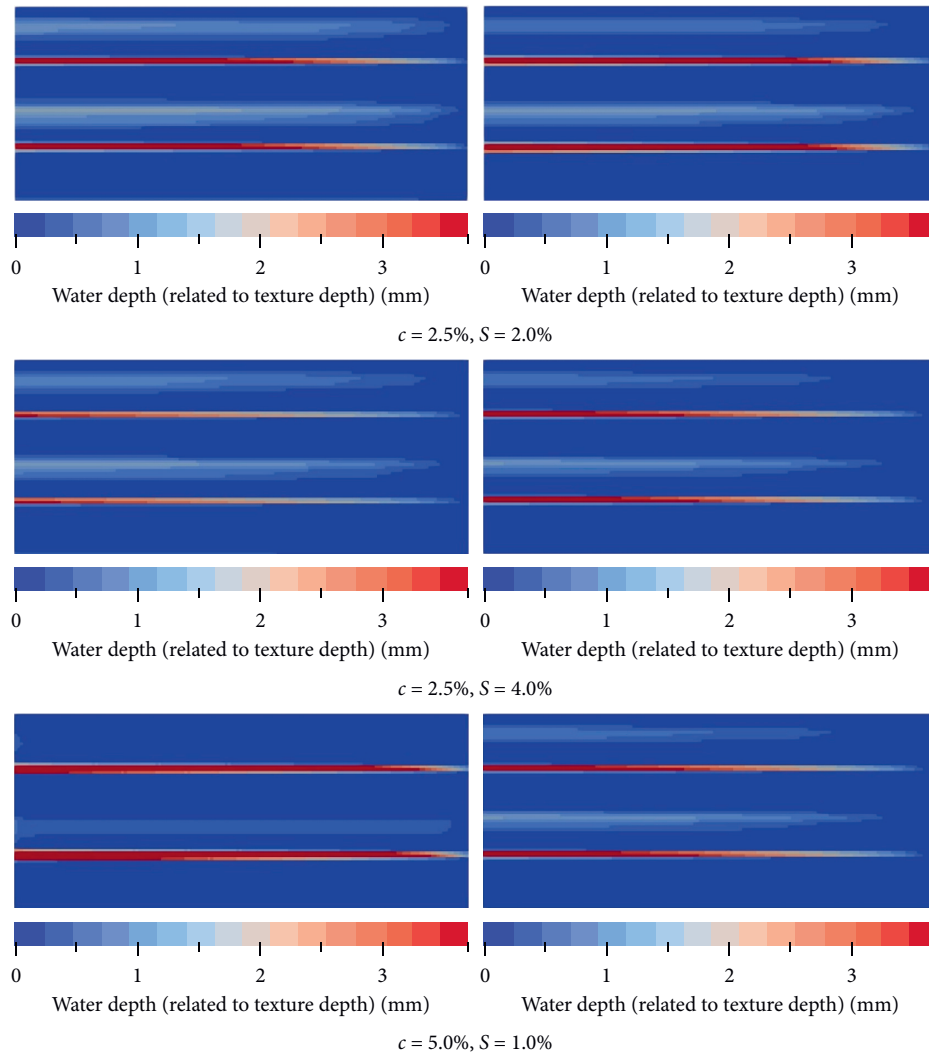 0 1 2 3 0 1 2 3
Water depth (related to texture depth) (mm) Water depth (related to texture depth) (mm)
c = 2.5%, S = 2.0%
0 1 2 3 0 1 2 3
Water depth (related to texture depth) (mm) Water depth (related to texture depth) (mm)
c = 2.5%, S = 4.0%
0 1 2 3 0 1 2 3
Water depth (related to texture depth) (mm) Water depth (related to texture depth) (mm)
c = 5.0%, S = 1.0%